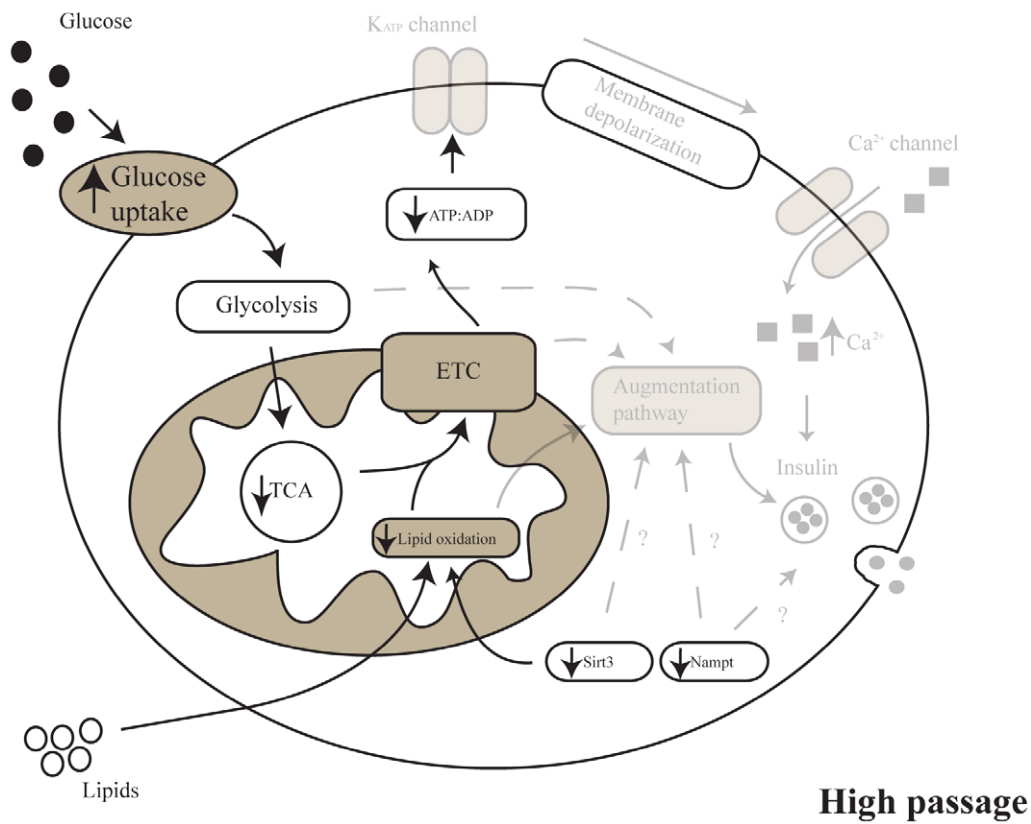 Glucose
KATP channel
Membrane
depolarization
Ca²⁺ channel
Glucose
uptake
ATP:ADP
Glycolysis
Ca²⁺
ETC
Augmentation
pathway
Insulin
TCA
Lipid oxidation
?
?
?
Sirt3
Nampt
Lipids
High passage